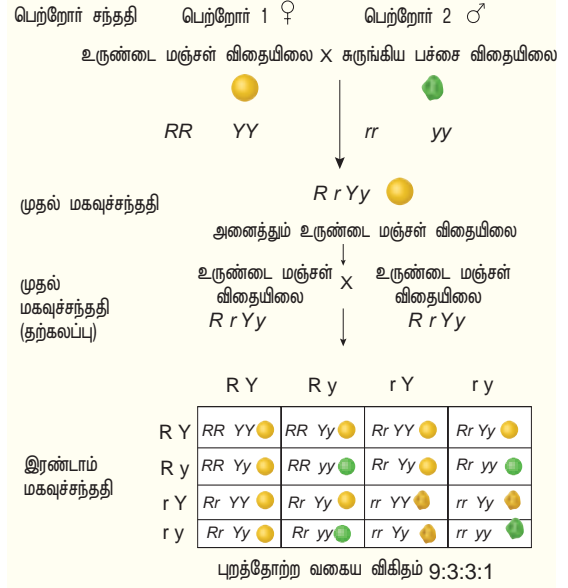 பெற்றோர் சந்ததி பெற்றோர் 1 ♀ பெற்றோர் 2 ♂
உருண்டை மஞ்சள் விதையிலை X சுருங்கிய பச்சை விதையிலை
RR YY rr yy
R r Y y
முதல் மகவுச்சந்ததி
அனைத்தும் உருண்டை மஞ்சள் விதையிலை
முதல் மகவுச்சந்ததி (தற்கலப்பு)
உருண்டை மஞ்சள் விதையிலை X உருண்டை மஞ்சள் விதையிலை
R r Y y R r Y y
R Y R y r Y r y
R Y RR YY RR Yy Rr YY Rr Yy
R y RR Yy RR yy Rr Yy Rr yy
இரண்டாம் மகவுச்சந்ததி
r Y Rr YY Rr Yy rr YY rr Yy
r y Rr Yy Rr yy rr Yy rr yy
புறத்தோற்ற வகைய விகிதம் 9:3:3:1